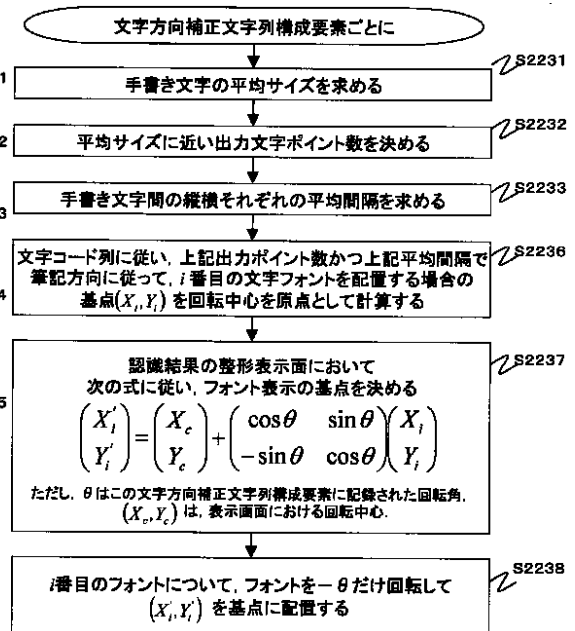 文字方向補正文字列構成要素ごとに
S2231
1
手書き文字の平均サイズを求める
S2232
2
平均サイズに近い出力文字ポイント数を決める
S2233
3
手書き文字間の縦横それぞれの平均間隔を求める
S2236
4
文字コード列に従い，上記出力ポイント数かつ上記平均間隔で
筆記方向に従って，i番目の文字フォントを配置する場合の
基点(X_i,Y_i)を回転中心を原点として計算する
S2237
5
認識結果の整形表示面において
次の式に従い，フォント表示の基点を決める
(X'_i Y'_i) = (X_c Y_c) + (cosθ sinθ −sinθ cosθ)(X_i Y_i)
ただし，θはこの文字方向補正文字列構成要素に記録された回転角，
(X_c,Y_c)は，表示画面における回転中心．
S2238
i番目のフォントについて，フォントを－θだけ回転して
(X'_i,Y'_i)を基点に配置する